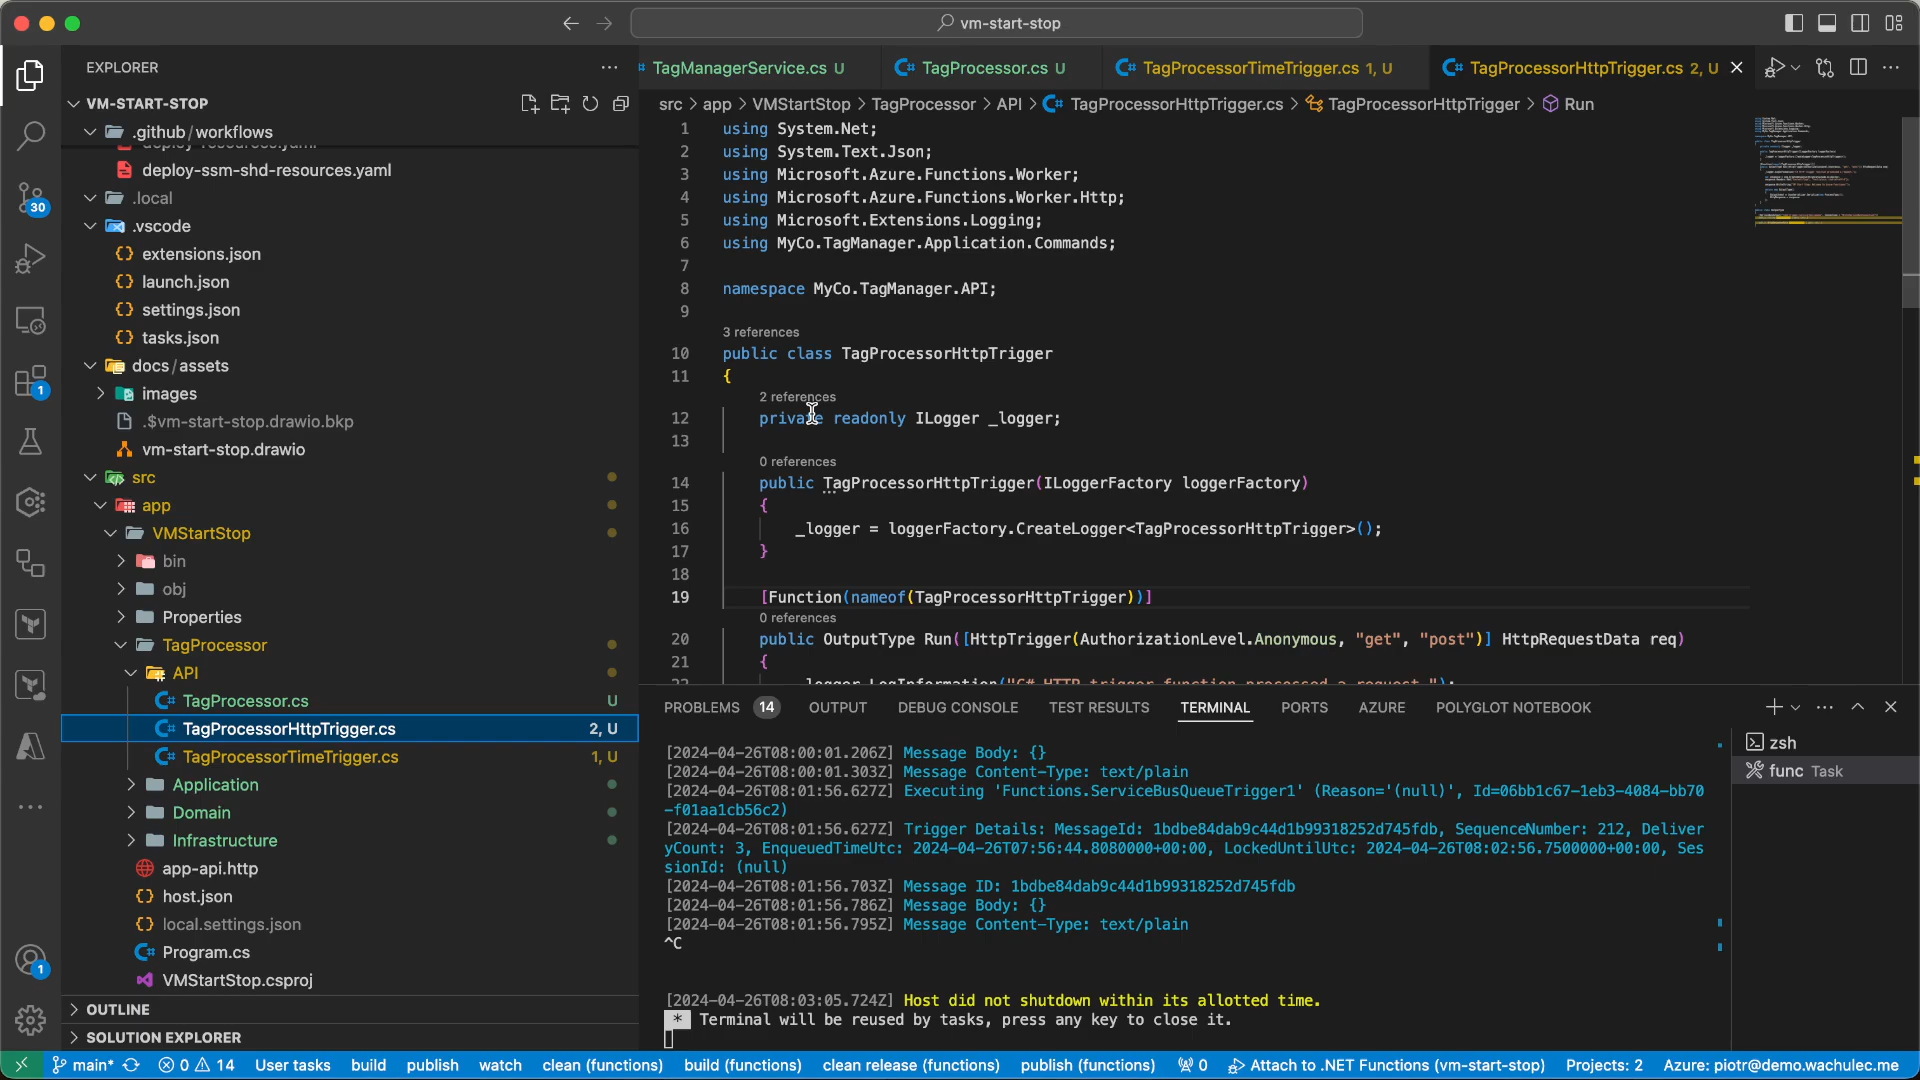 vm-start-stop
EXPLORER
VM-START-STOP
.github/workflows
deploy-resources.yaml
deploy-ssm-shd-resources.yaml
.local
.vscode
extensions.json
launch.json
settings.json
tasks.json
docs/assets
images
.$vm-start-stop.drawio.bkp
vm-start-stop.drawio
src
app
VMStartStop
bin
obj
Properties
TagProcessor
API
TagProcessor.cs U
TagProcessorHttpTrigger.cs 2, U
TagProcessorTimeTrigger.cs 1, U
Application
Domain
Infrastructure
app-api.http
host.json
local.settings.json
Program.cs
VMStartStop.csproj
OUTLINE
SOLUTION EXPLORER
30
1
1
TagManagerService.cs U
TagProcessor.cs U
TagProcessorTimeTrigger.cs 1, U
TagProcessorHttpTrigger.cs 2, U
src > app > VMStartStop > TagProcessor > API > TagProcessorHttpTrigger.cs > TagProcessorHttpTrigger > Run
1 using System.Net;
2 using System.Text.Json;
3 using Microsoft.Azure.Functions.Worker;
4 using Microsoft.Azure.Functions.Worker.Http;
5 using Microsoft.Extensions.Logging;
6 using MyCo.TagManager.Application.Commands;
7
8 namespace MyCo.TagManager.API;
9
3 references
10 public class TagProcessorHttpTrigger
11 {
2 references
12 private readonly ILogger _logger;
13
0 references
14 public TagProcessorHttpTrigger(ILoggerFactory loggerFactory)
15 {
16 _logger = loggerFactory.CreateLogger<TagProcessorHttpTrigger>();
17 }
18
19 [Function(nameof(TagProcessorHttpTrigger))]
0 references
20 public OutputType Run([HttpTrigger(AuthorizationLevel.Anonymous, "get", "post")] HttpRequestData req)
21 {
22 _logger.LogInformation("C# HTTP trigger function processed a request.");
PROBLEMS 14 OUTPUT DEBUG CONSOLE TEST RESULTS TERMINAL PORTS AZURE POLYGLOT NOTEBOOK
[2024-04-26T08:00:01.206Z] Message Body: {}
[2024-04-26T08:00:01.303Z] Message Content-Type: text/plain
[2024-04-26T08:01:56.627Z] Executing 'Functions.ServiceBusQueueTrigger1' (Reason='(null)', Id=06bb1c67-1eb3-4084-bb70
-f01aa1cb56c2)
[2024-04-26T08:01:56.627Z] Trigger Details: MessageId: 1bdbe84dab9c44d1b99318252d745fdb, SequenceNumber: 212, Deliver
yCount: 3, EnqueuedTimeUtc: 2024-04-26T07:56:44.8080000+00:00, LockedUntilUtc: 2024-04-26T08:02:56.7500000+00:00, Ses
sionId: (null)
[2024-04-26T08:01:56.703Z] Message ID: 1bdbe84dab9c44d1b99318252d745fdb
[2024-04-26T08:01:56.786Z] Message Body: {}
[2024-04-26T08:01:56.795Z] Message Content-Type: text/plain
^C
[2024-04-26T08:03:05.724Z] Host did not shutdown within its allotted time.
* Terminal will be reused by tasks, press any key to close it.
zsh
func Task
main* 0 14 User tasks build publish watch clean (functions) build (functions) clean release (functions) publish (functions) 0 Attach to .NET Functions (vm-start-stop) Projects: 2 Azure: piotr@demo.wachulec.me